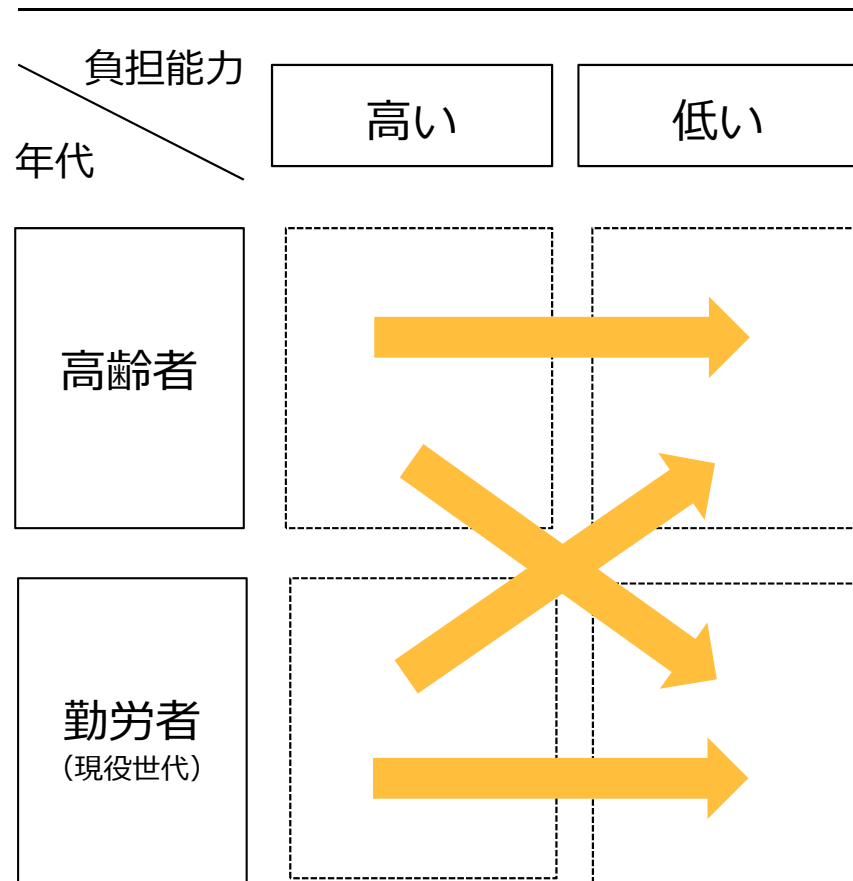 負担能力
年代
高い
低い
高齢者
勤労者
（現役世代）